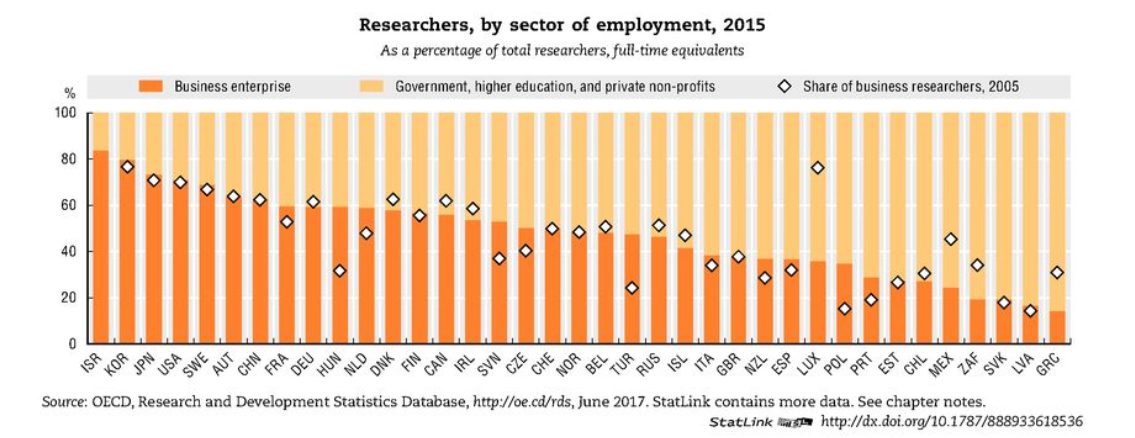 Researchers, by sector of employment, 2015
As a percentage of total researchers, full-time equivalents
Business enterprise Government, higher education, and private non-profits Share of business researchers, 2005
%
100
80
60
40
20
0
ISR KOR JPN USA SWE AUT CHN FRA DEU HUN NLD DNK FIN CAN IRL SVN CZE CHE NOR BEL TUR RUS ISL ITA GBR NZL ESP LUX POL PRT EST CHL MEX ZAF SVK LVA GRC
Source: OECD, Research and Development Statistics Database, http://oe.cd/rds, June 2017. StatLink contains more data. See chapter notes.
StatLink http://dx.doi.org/10.1787/888933618536